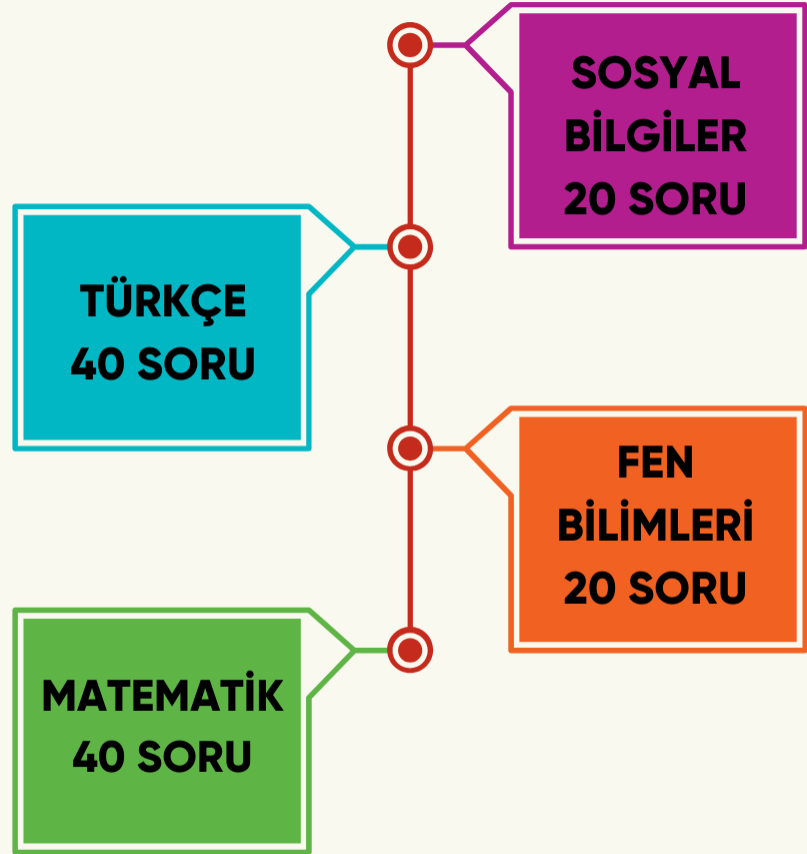 SOSYAL
BİLGİLER
20 SORU
TÜRKÇE
40 SORU
FEN
BİLİMLERİ
20 SORU
MATEMATİK
40 SORU